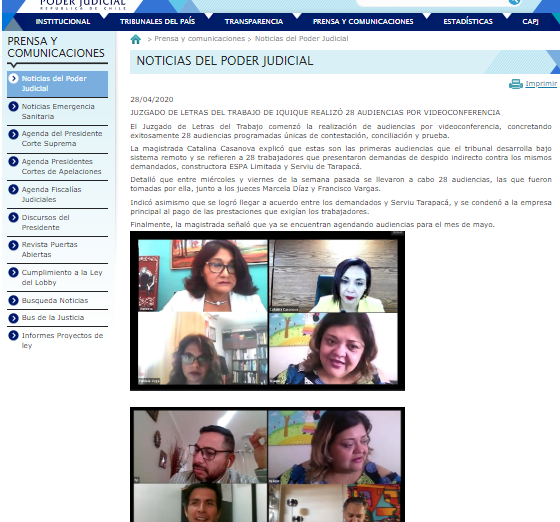 PODER JUDICIAL
REPUBLICA DE CHILE
INSTITUCIONAL
TRIBUNALES DEL PAÍS
TRANSPARENCIA
PRENSA Y COMUNICACIONES
ESTADÍSTICAS
CAPJ
PRENSA Y
COMUNICACIONES
Noticias del Poder
Judicial
Noticias Emergencia
Sanitaria
Agenda del Presidente
Corte Suprema
Agenda Presidentes
Cortes de Apelaciones
Agenda Fiscalías
Judiciales
Discursos del
Presidente
Revista Puertas
Abiertas
Cumplimiento a la Ley
del Lobby
Busqueda Noticias
Bus de la Justicia
Informes Proyectos de
ley
> Prensa y comunicaciones > Noticias del Poder Judicial
NOTICIAS DEL PODER JUDICIAL
Imprimir
28/04/2020
JUZGADO DE LETRAS DEL TRABAJO DE IQUIQUE REALIZÓ 28 AUDIENCIAS POR VIDEOCONFERENCIA
El Juzgado de Letras del Trabajo comenzó la realización de audiencias por videoconferencia, concretando
exitosamente 28 audiencias programadas únicas de contestación, conciliación y prueba.
La magistrada Catalina Casanova explicó que estas son las primeras audiencias que el tribunal desarrolla bajo
sistema remoto y se refieren a 28 trabajadores que presentaron demandas de despido indirecto contra los mismos
demandados, constructora ESPA Limitada y Serviu de Tarapacá.
Detalló que entre miércoles y viernes de la semana pasada se llevaron a cabo 28 audiencias, las que fueron
tomadas por ella, junto a los jueces Marcela Díaz y Francisco Vargas.
Indicó asimismo que se logró llegar a acuerdo entre los demandados y Serviu Tarapacá, y se condenó a la empresa
principal al pago de las prestaciones que exigían los trabajadores.
Finalmente, la magistrada señaló que ya se encuentran agendando audiencias para el mes de mayo.
Catalina Casanova